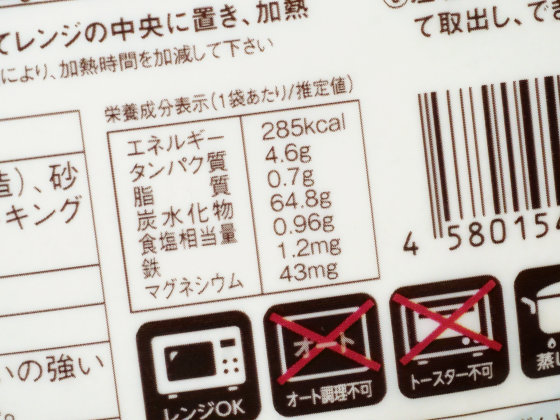 てレンジの中央に置き、加熱
により、加熱時間を加減して下さい
て取出し、でき
栄養成分表示(1袋あたり/推定値)
エネルギー 285kcal
タンパク質 4.6g
脂質 0.7g
炭水化物 64.8g
食塩相当量 0.96g
鉄 1.2mg
マグネシウム 43mg
造)、砂
キング
いの強い
4 580154
レンジOK
オート
オート調理不可
トースター不可
蒸し